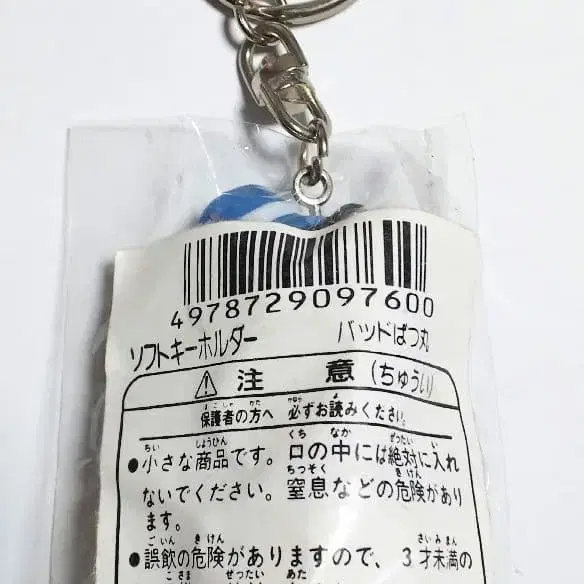 4978729097600
ソフトキーホルダー バッドばつ丸
⚠ 注 意 (ちゅうい)
保護者の方へ 必ずお読みください。
●小さな商品です。口の中には絶対に入れ
ないでください。窒息などの危険があり
ます。
●誤飲の危険がありますので、3才未満の